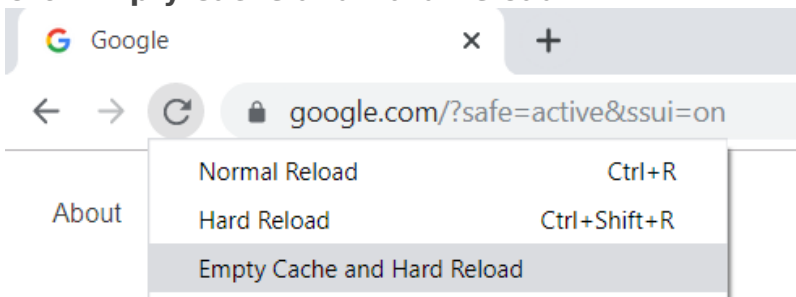 Google
google.com/?safe=active&ssui=on
Normal Reload Ctrl+R
About
Hard Reload Ctrl+Shift+R
Empty Cache and Hard Reload